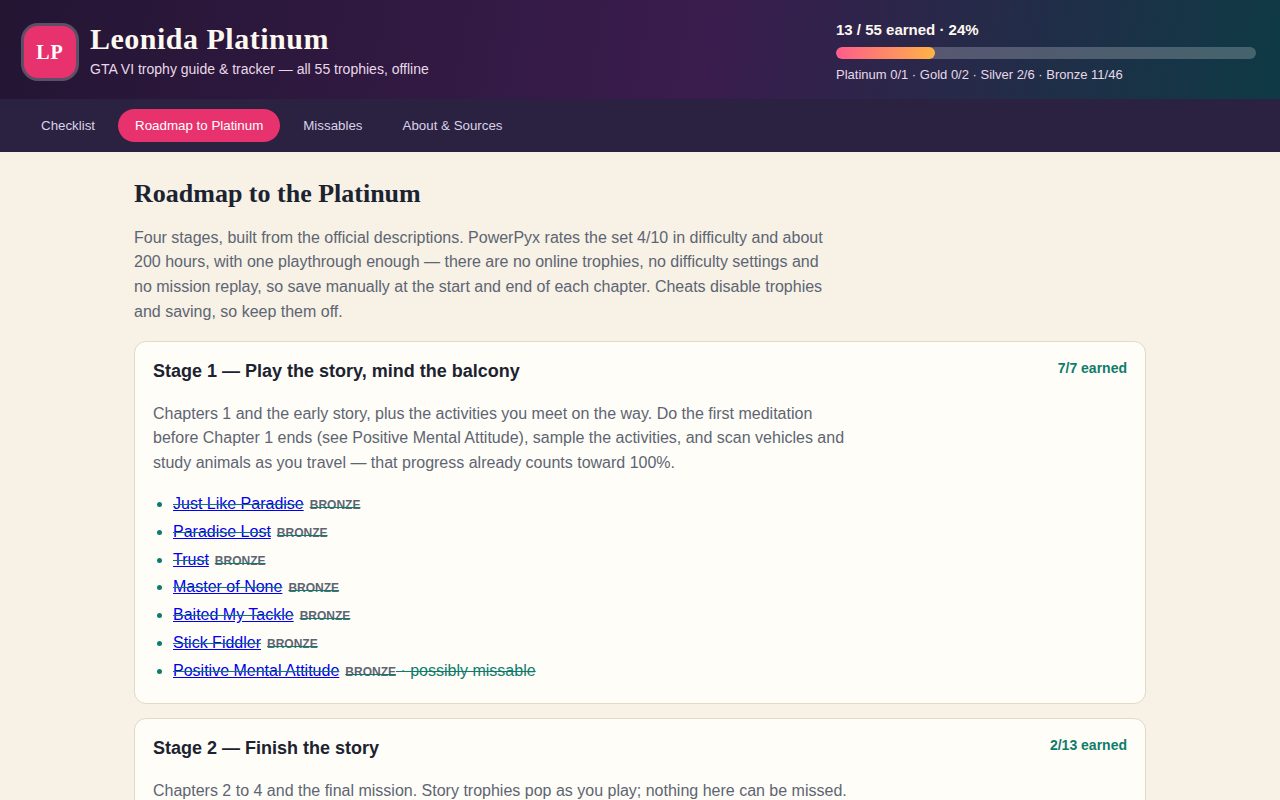 LP
Leonida Platinum
GTA VI trophy guide & tracker — all 55 trophies, offline
13 / 55 earned · 24%
Platinum 0/1 · Gold 0/2 · Silver 2/6 · Bronze 11/46
Checklist
Roadmap to Platinum
Missables
About & Sources
Roadmap to the Platinum
Four stages, built from the official descriptions. PowerPyx rates the set 4/10 in difficulty and about
200 hours, with one playthrough enough — there are no online trophies, no difficulty settings and
no mission replay, so save manually at the start and end of each chapter. Cheats disable trophies
and saving, so keep them off.
Stage 1 — Play the story, mind the balcony
7/7 earned
Chapters 1 and the early story, plus the activities you meet on the way. Do the first meditation
before Chapter 1 ends (see Positive Mental Attitude), sample the activities, and scan vehicles and
study animals as you travel — that progress already counts toward 100%.
Just Like Paradise BRONZE
Paradise Lost BRONZE
Trust BRONZE
Master of None BRONZE
Baited My Tackle BRONZE
Stick Fiddler BRONZE
Positive Mental Attitude BRONZE · possibly missable
Stage 2 — Finish the story
2/13 earned
Chapters 2 to 4 and the final mission. Story trophies pop as you play; nothing here can be missed.